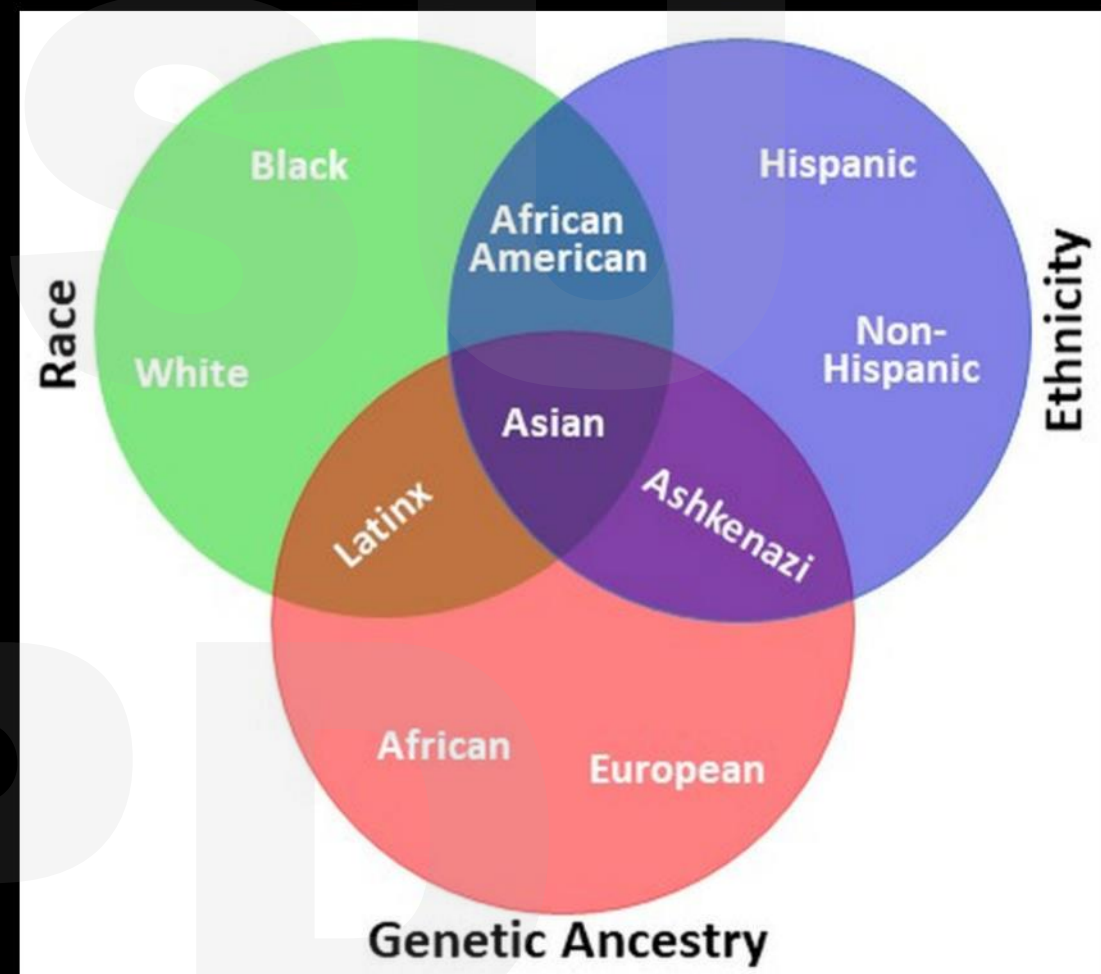 Black
Hispanic
African
American
Race
White
Non-
Hispanic
Ethnicity
Asian
Latinx
Ashkenazi
African
European
Genetic Ancestry